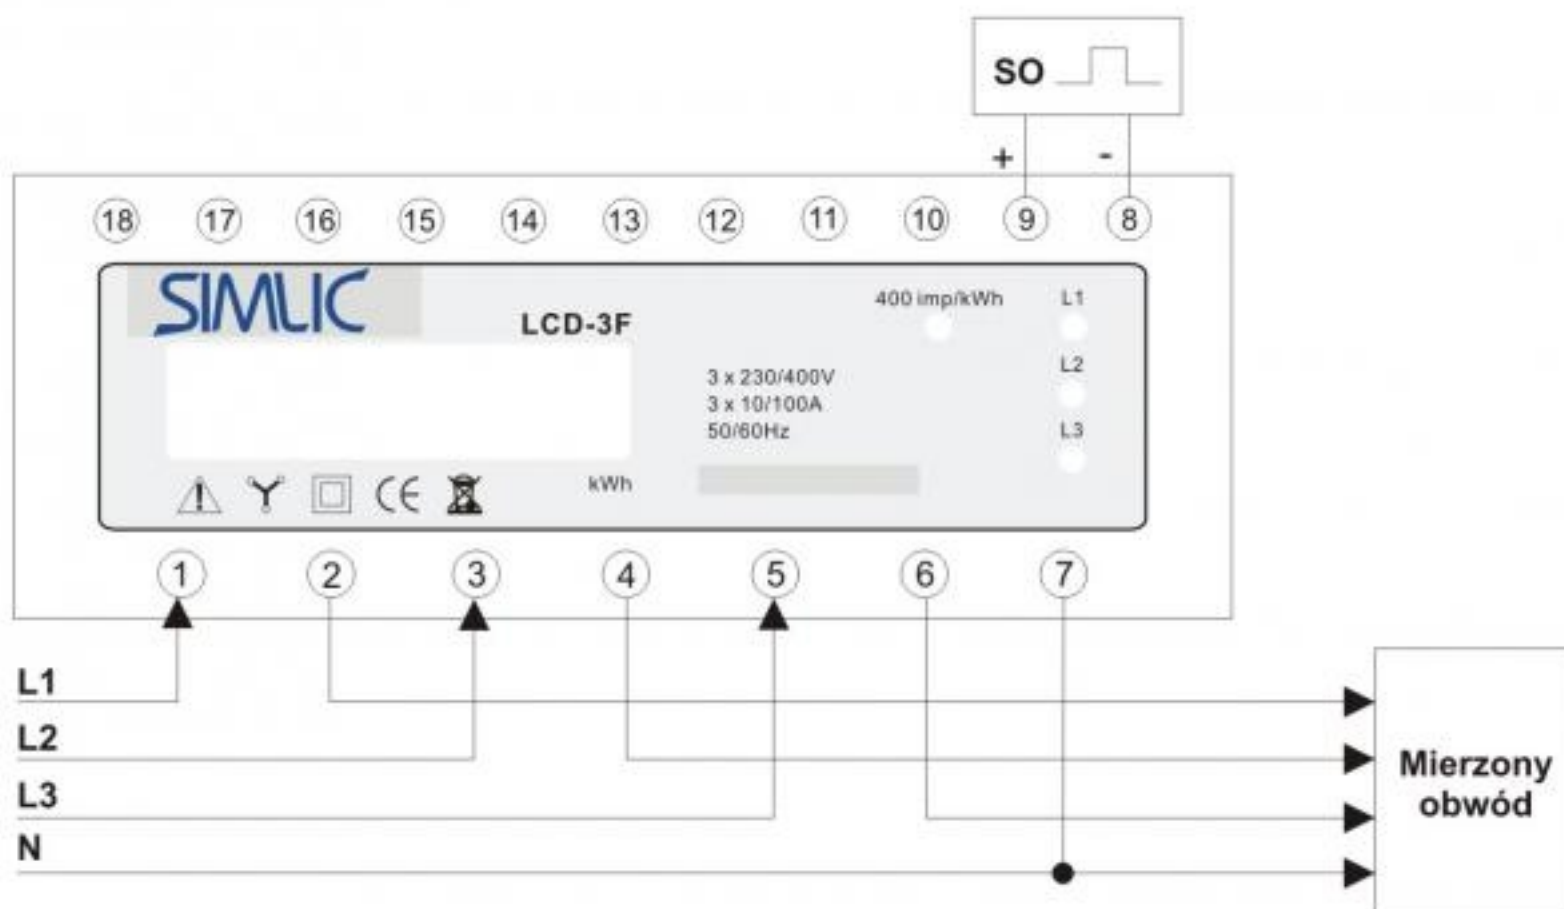 SO
+ -
18 17 16 15 14 13 12 11 10 9 8
SIMLIC
LCD-3F
400 imp/kWh
L1
L2
L3
3 x 230/400V
3 x 10/100A
50/60Hz
CE
kWh
1 2 3 4 5 6 7
L1
L2
L3
N
Mierzony
obwód